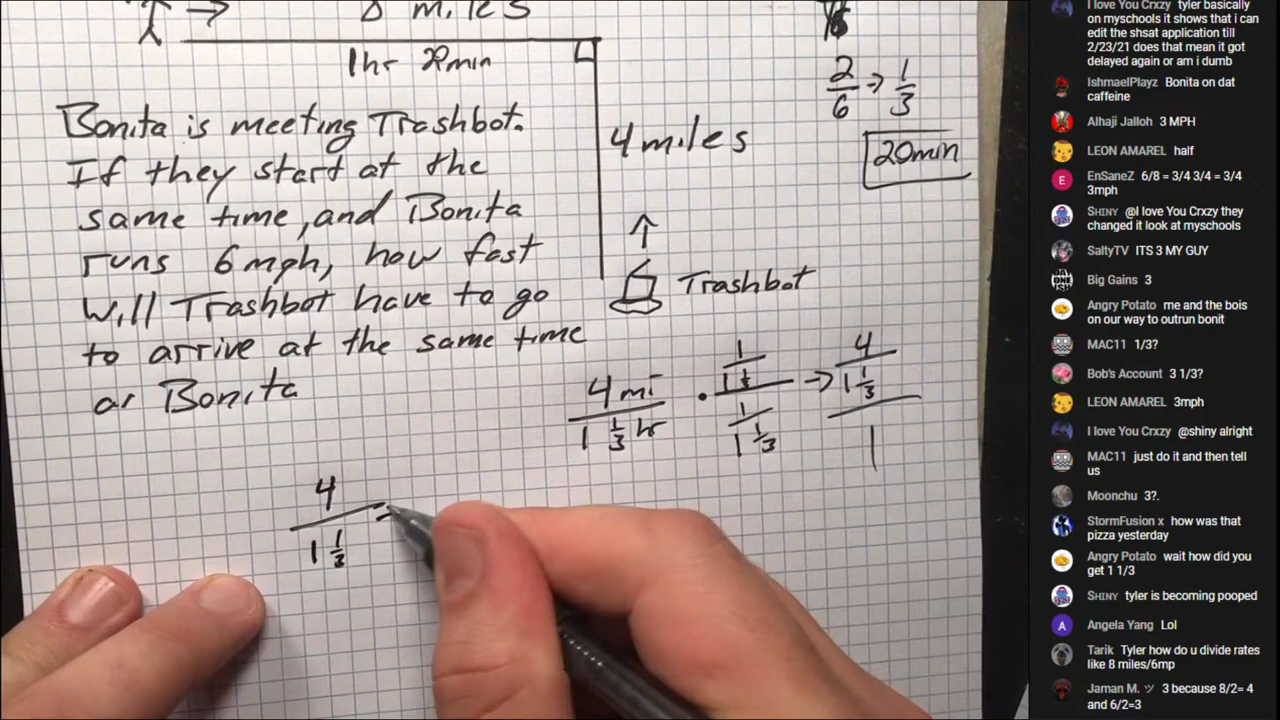 8 miles
1hr 20min
Bonita is meeting Trashbot.
If they start at the
same time, and Bonita
runs 6mph, how fast
will Trashbot have to go
to arrive at the same time
as Bonita
4 miles
Trashbot
2/6 → 1/3
20min
4mi / 1 1/3 hr · 1/1 1/3 / 1/1 1/3 → 4/1 1/3 / 1
4 / 1 1/3 =
I love You Crxzy tyler basically
on myschools it shows that i can
edit the shsat application till
2/23/21 does that mean it got
delayed again or am i dumb
IshmaelPlayz Bonita on dat
caffeine
Alhaji Jalloh 3 MPH
LEON AMAREL half
EnSaneZ 6/8 = 3/4 3/4 = 3/4
3mph
Shiny @I love You Crxzy they
changed it look at myschools
SaltyTV ITS 3 MY GUY
Big Gains 3
Angry Potato me and the bois
on our way to outrun bonit
MAC11 1/3?
Bob's Account 3 1/3?
LEON AMAREL 3mph
I love You Crxzy @shiny alright
MAC11 just do it and then tell
us
Moonchu 3?.
StormFusion x how was that
pizza yesterday
Angry Potato wait how did you
get 1 1/3
Shiny tyler is becoming pooped
Angela Yang Lol
Tarik Tyler how do u divide rates
like 8 miles/6mp
Jaman M. ツ 3 because 8/2= 4
and 6/2=3